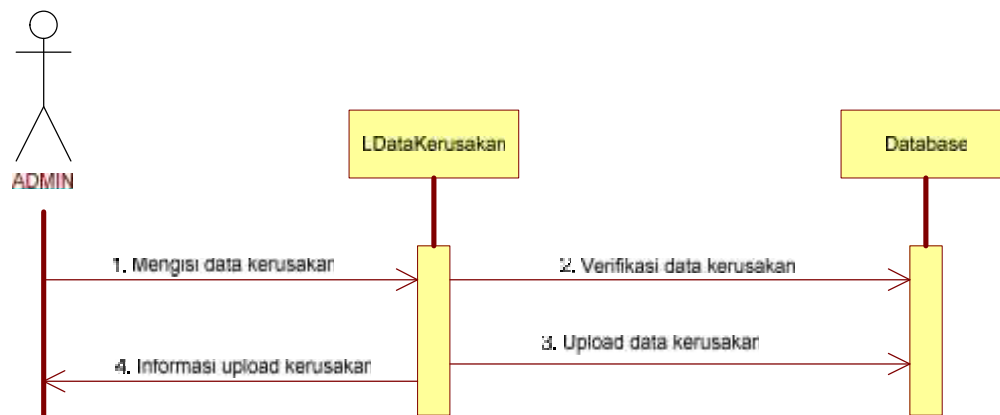 ADMIN
LDataKerusakan
Database
1. Mengisi data kerusakan
2. Verifikasi data kerusakan
3. Upload data kerusakan
4. Informasi upload kerusakan